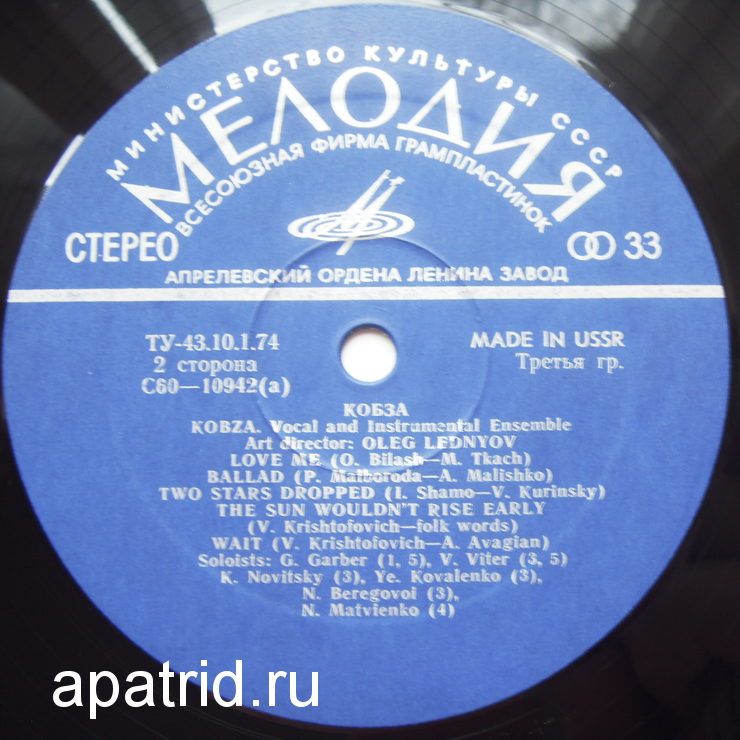 МИНИСТЕРСТВО КУЛЬТУРЫ СССР
МЕЛОДИЯ
ВСЕСОЮЗНАЯ ФИРМА ГРАМПЛАСТИНОК
СТЕРЕО 33
АПРЕЛЕВСКИЙ ОРДЕНА ЛЕНИНА ЗАВОД
ТУ-43.10.1.74 MADE IN USSR
2 сторона Третья гр.
С60—10942(а)
КОБЗА
KOBZA. Vocal and Instrumental Ensemble
Art director: OLEG LEDNYOV
LOVE ME (O. Bilash—M. Tkach)
BALLAD (P. Maiboroda—A. Malishko)
TWO STARS DROPPED (I. Shamo—V. Kurinsky)
THE SUN WOULDN'T RISE EARLY
(V. Krishtofovich—folk words)
WAIT (V. Krishtofovich—A. Avagian)
Soloists: G. Garber (1, 5), V. Viter (3, 5)
K. Novitsky (3), Ye. Kovalenko (3),
N. Beregovoi (3),
N. Matvienko (4)
apatrid.ru